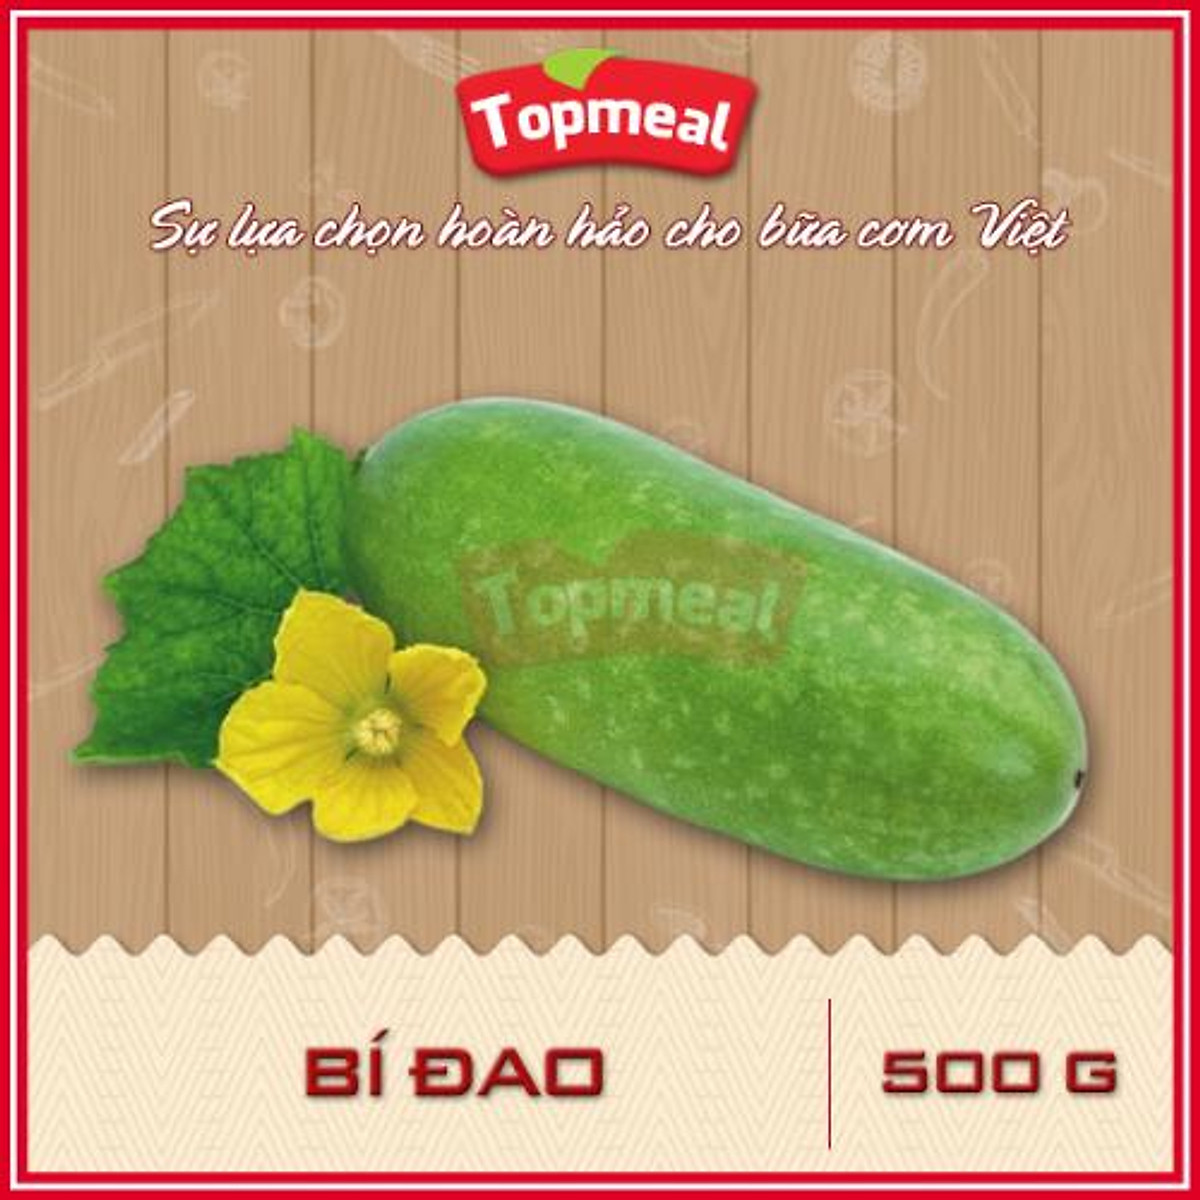 Topmeal
Sự lựa chọn hoàn hảo cho bữa cơm Việt
Topmeal
BÍ ĐAO
500 G